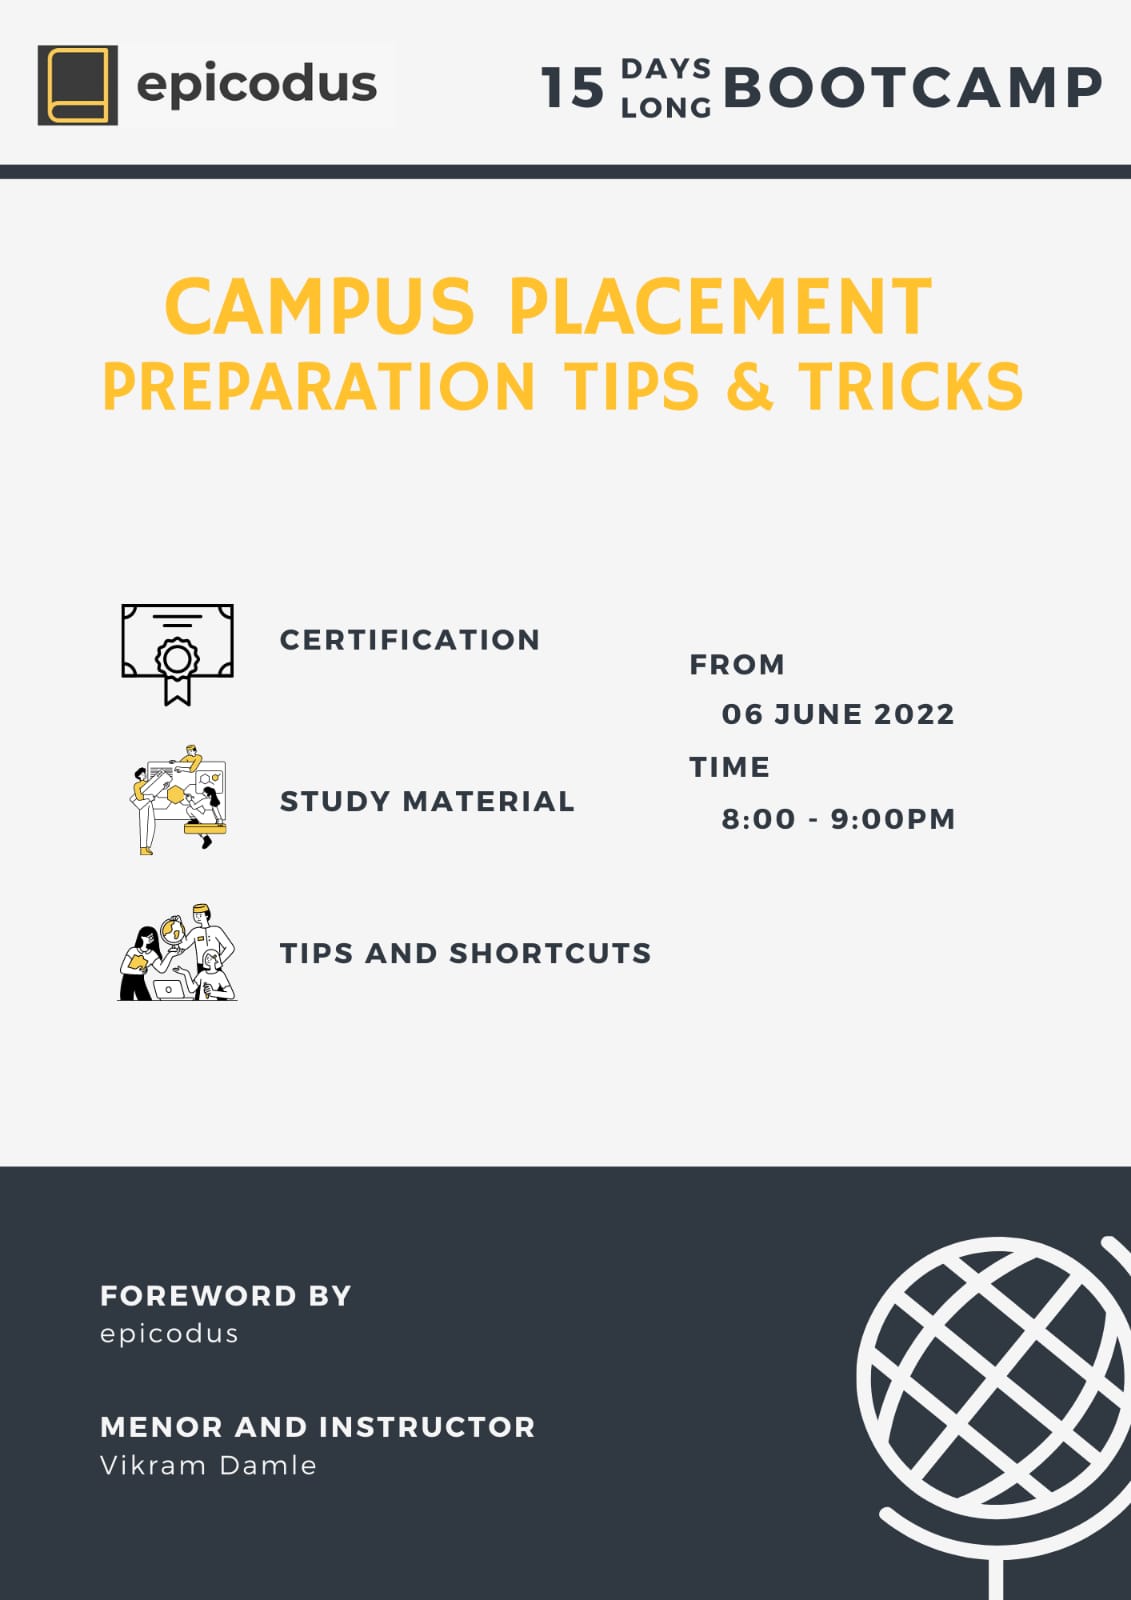 epicodus
15 DAYS LONG BOOTCAMP
CAMPUS PLACEMENT
PREPARATION TIPS & TRICKS
CERTIFICATION
STUDY MATERIAL
TIPS AND SHORTCUTS
FROM
06 JUNE 2022
TIME
8:00 - 9:00PM
FOREWORD BY
epicodus
MENOR AND INSTRUCTOR
Vikram Damle